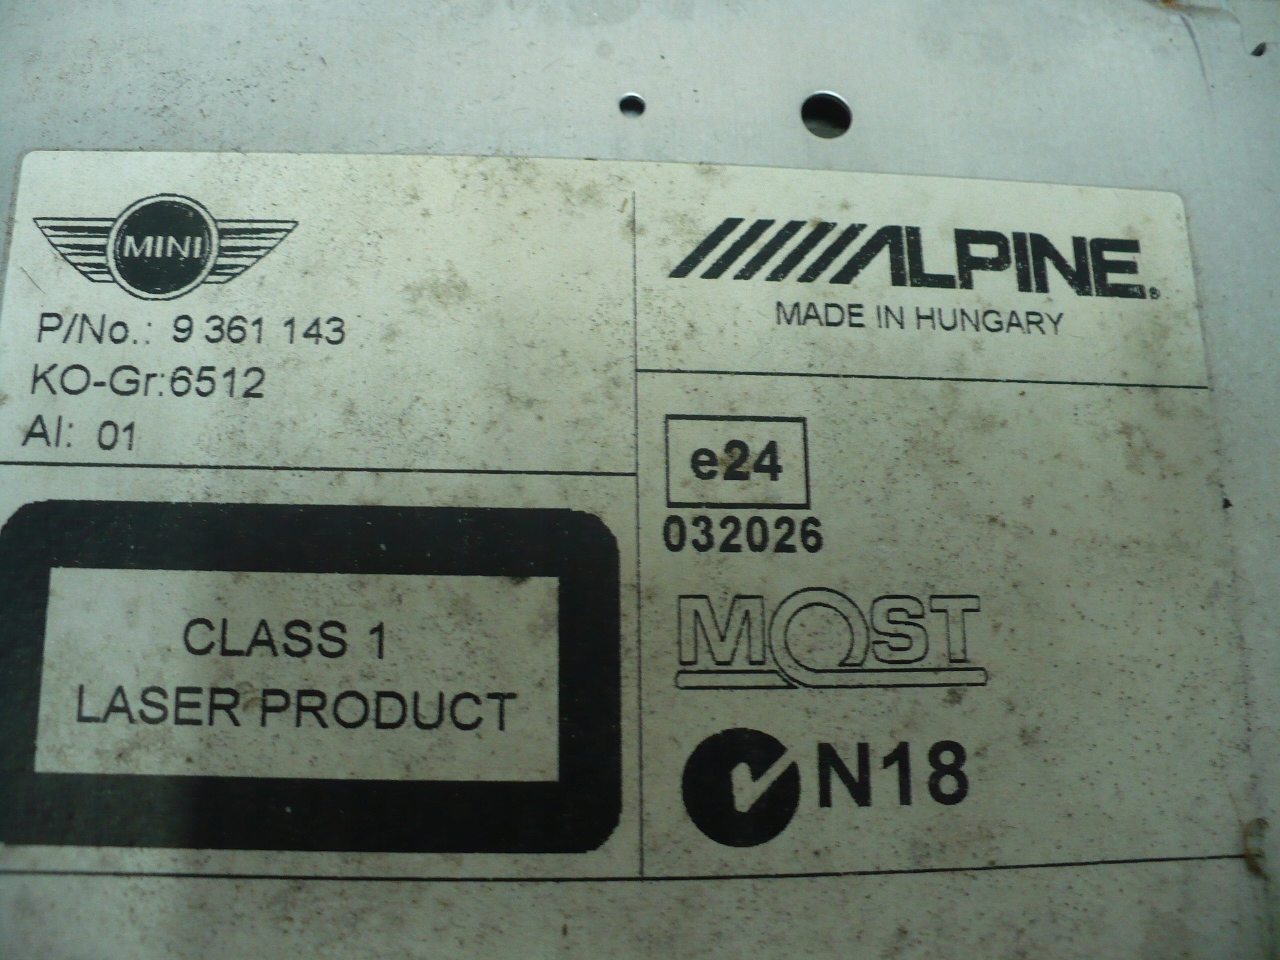 MINI
P/No.: 9 361 143
KO-Gr:6512
AI: 01
CLASS 1
LASER PRODUCT
ALPINE®
MADE IN HUNGARY
e24
032026
MOST
N18